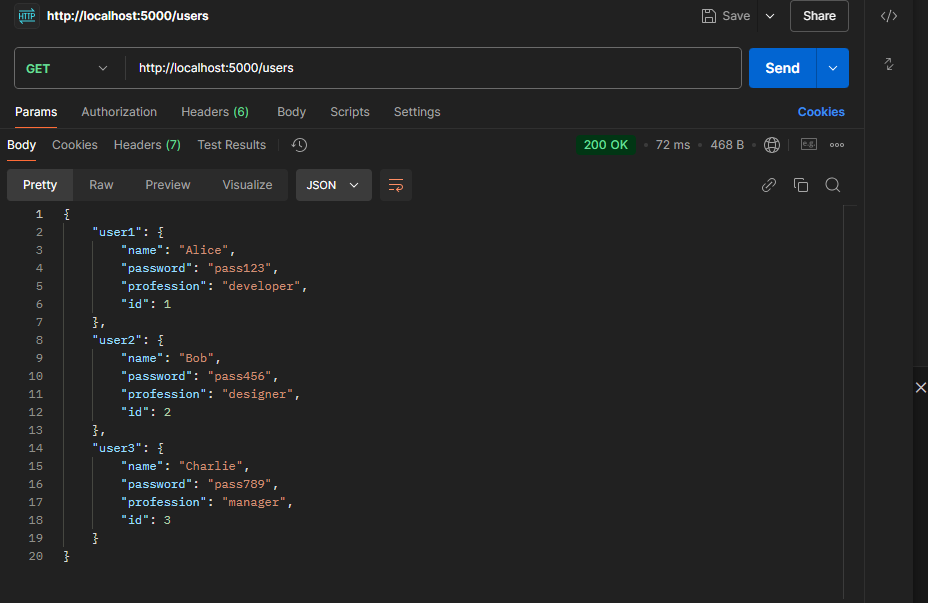 HTTP http://localhost:5000/users Save Share </>
GET http://localhost:5000/users Send
Params Authorization Headers (6) Body Scripts Settings Cookies
Body Cookies Headers (7) Test Results 200 OK 72 ms 468 B e.g.
Pretty Raw Preview Visualize JSON
1 {
2 "user1": {
3 "name": "Alice",
4 "password": "pass123",
5 "profession": "developer",
6 "id": 1
7 },
8 "user2": {
9 "name": "Bob",
10 "password": "pass456",
11 "profession": "designer",
12 "id": 2
13 },
14 "user3": {
15 "name": "Charlie",
16 "password": "pass789",
17 "profession": "manager",
18 "id": 3
19 }
20 }